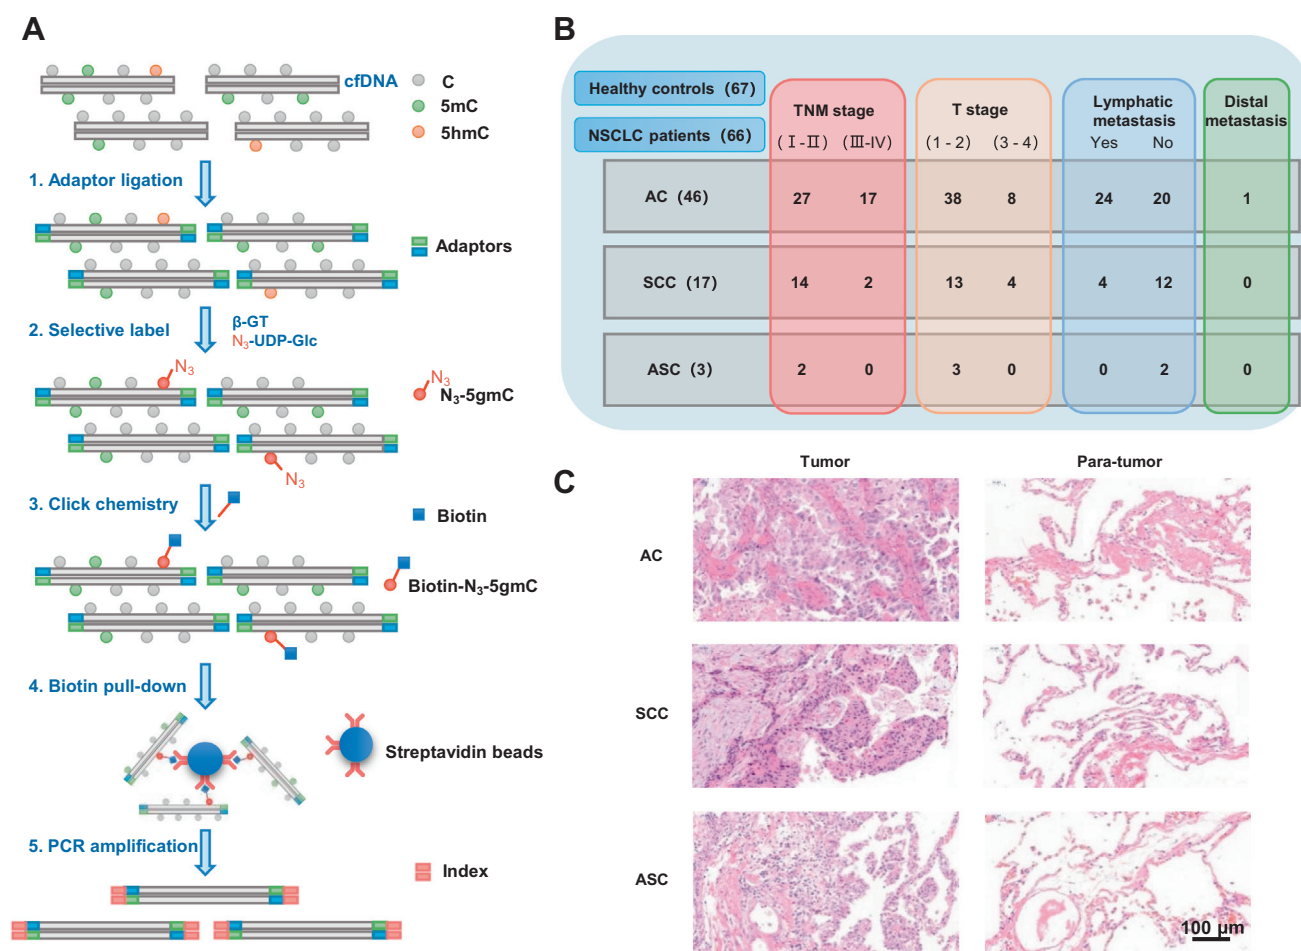 A
cfDNA
C
5mC
5hmC
1. Adaptor ligation
Adaptors
2. Selective label
β-GT
N3-UDP-Glc
N3
N3
N3-5gmC
N3
3. Click chemistry
Biotin
Biotin-N3-5gmC
4. Biotin pull-down
Streptavidin beads
5. PCR amplification
Index
B
Healthy controls (67)
NSCLC patients (66)
TNM stage
(Ⅰ-Ⅱ) (Ⅲ-Ⅳ)
T stage
(1 - 2) (3 - 4)
Lymphatic
metastasis
Yes No
Distal
metastasis
AC (46) 27 17 38 8 24 20 1
SCC (17) 14 2 13 4 4 12 0
ASC (3) 2 0 3 0 0 2 0
C
Tumor Para-tumor
AC
SCC
ASC
100 μm